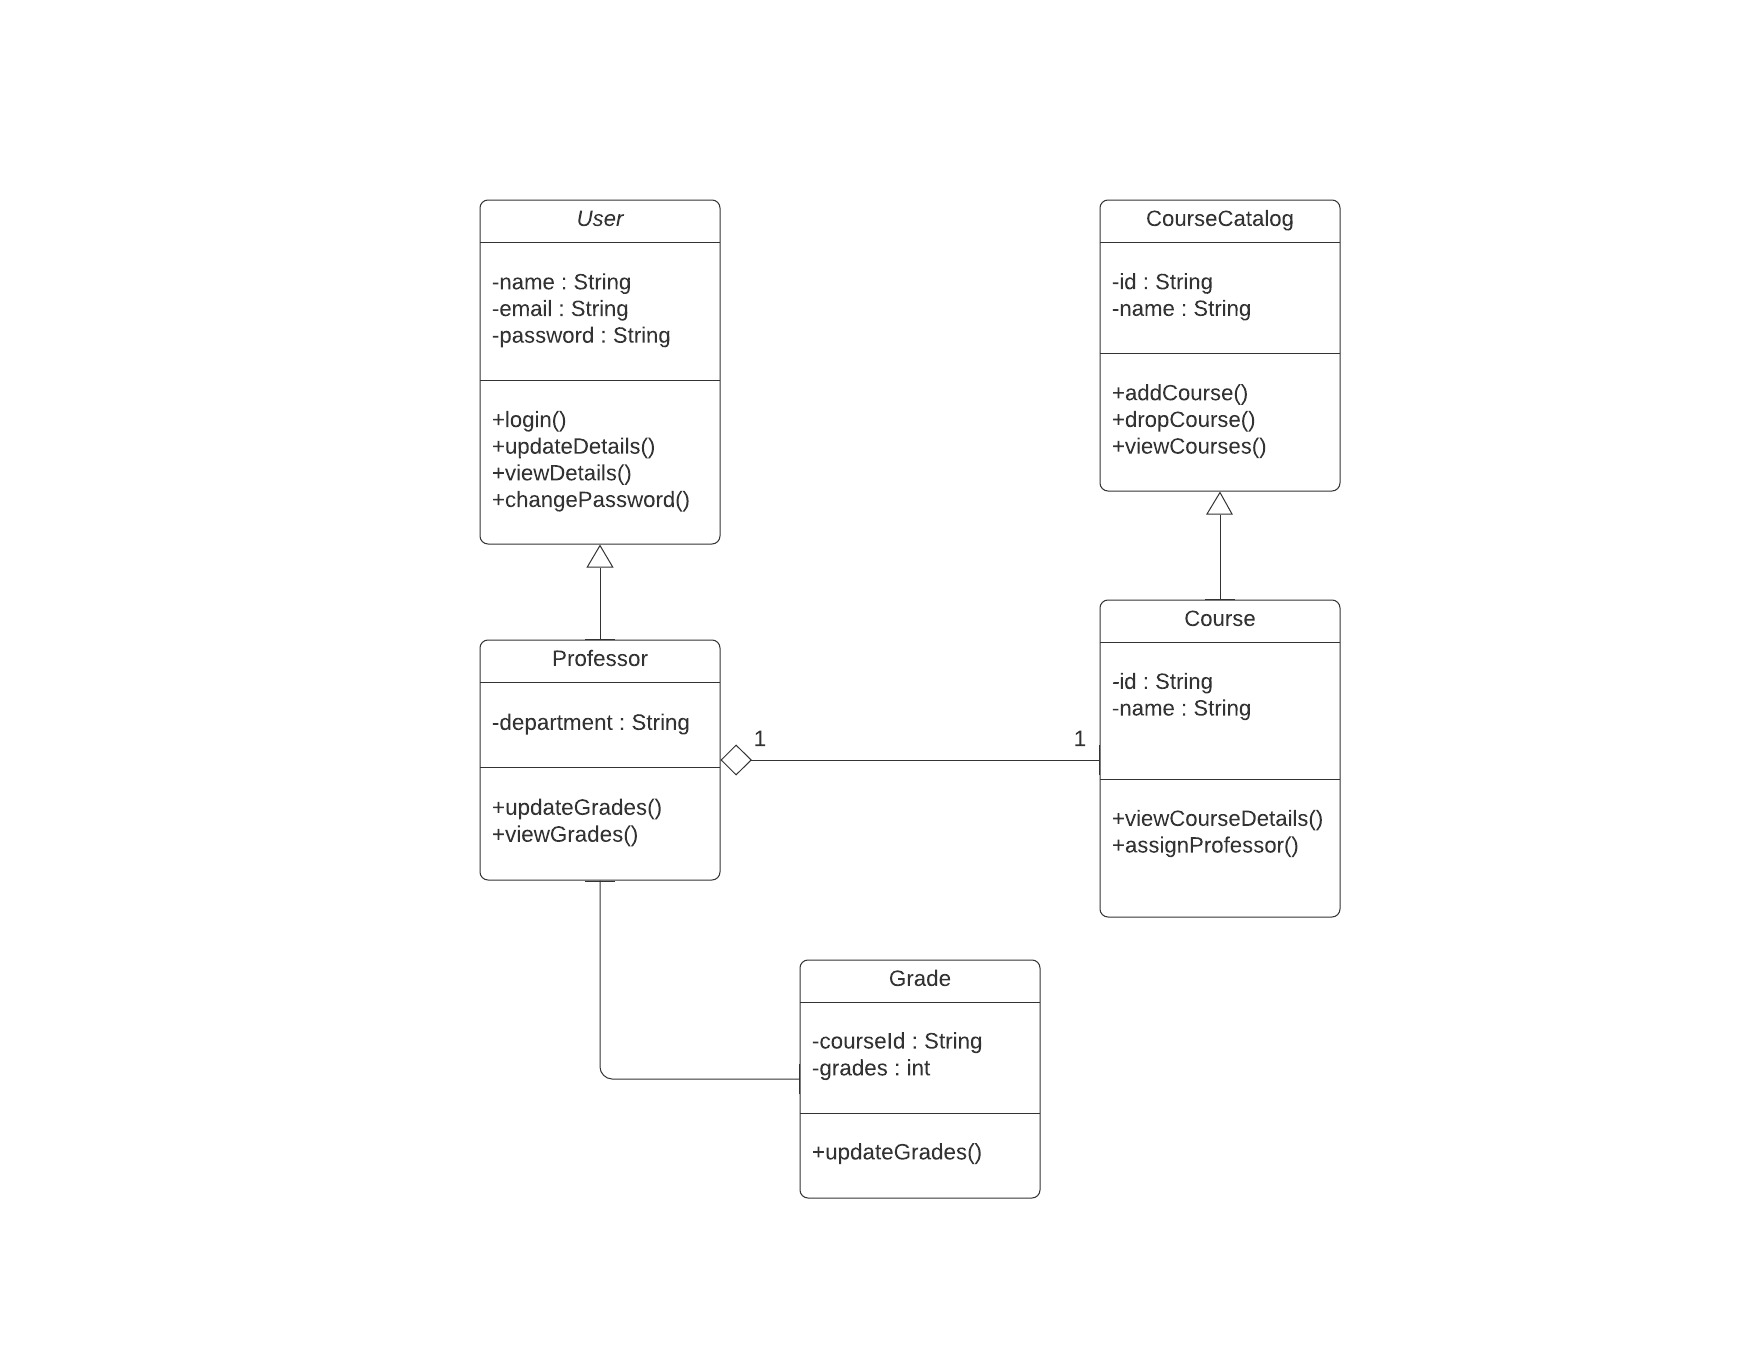 User
-name : String
-email : String
-password : String
+login()
+updateDetails()
+viewDetails()
+changePassword()
CourseCatalog
-id : String
-name : String
+addCourse()
+dropCourse()
+viewCourses()
Professor
-department : String
+updateGrades()
+viewGrades()
1
1
Course
-id : String
-name : String
+viewCourseDetails()
+assignProfessor()
Grade
-courseId : String
-grades : int
+updateGrades()